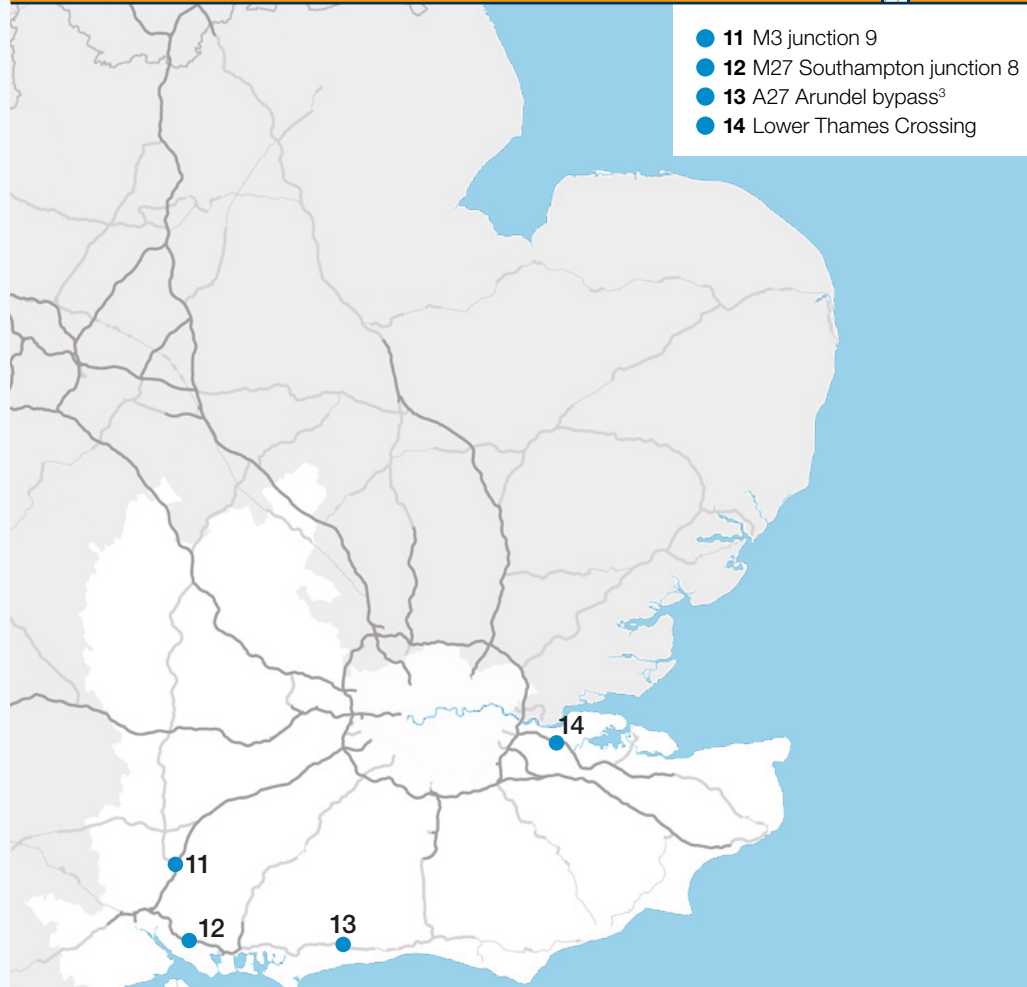 11 M3 junction 9
12 M27 Southampton junction 8
13 A27 Arundel bypass³
14 Lower Thames Crossing
14
11
12
13